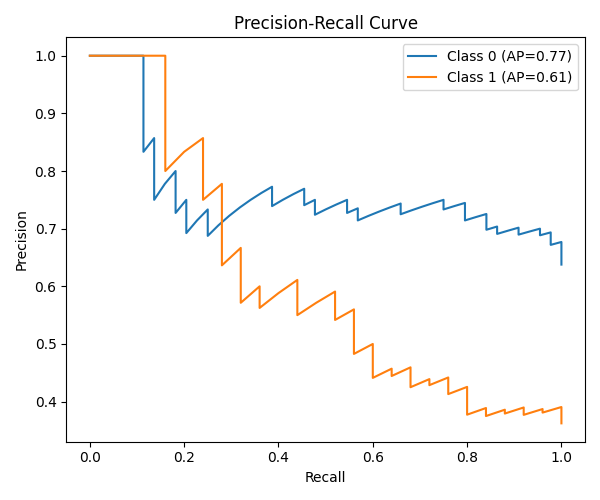 Precision-Recall Curve
Class 0 (AP=0.77)
Class 1 (AP=0.61)
Precision
1.0
0.9
0.8
0.7
0.6
0.5
0.4
0.0 0.2 0.4 0.6 0.8 1.0
Recall